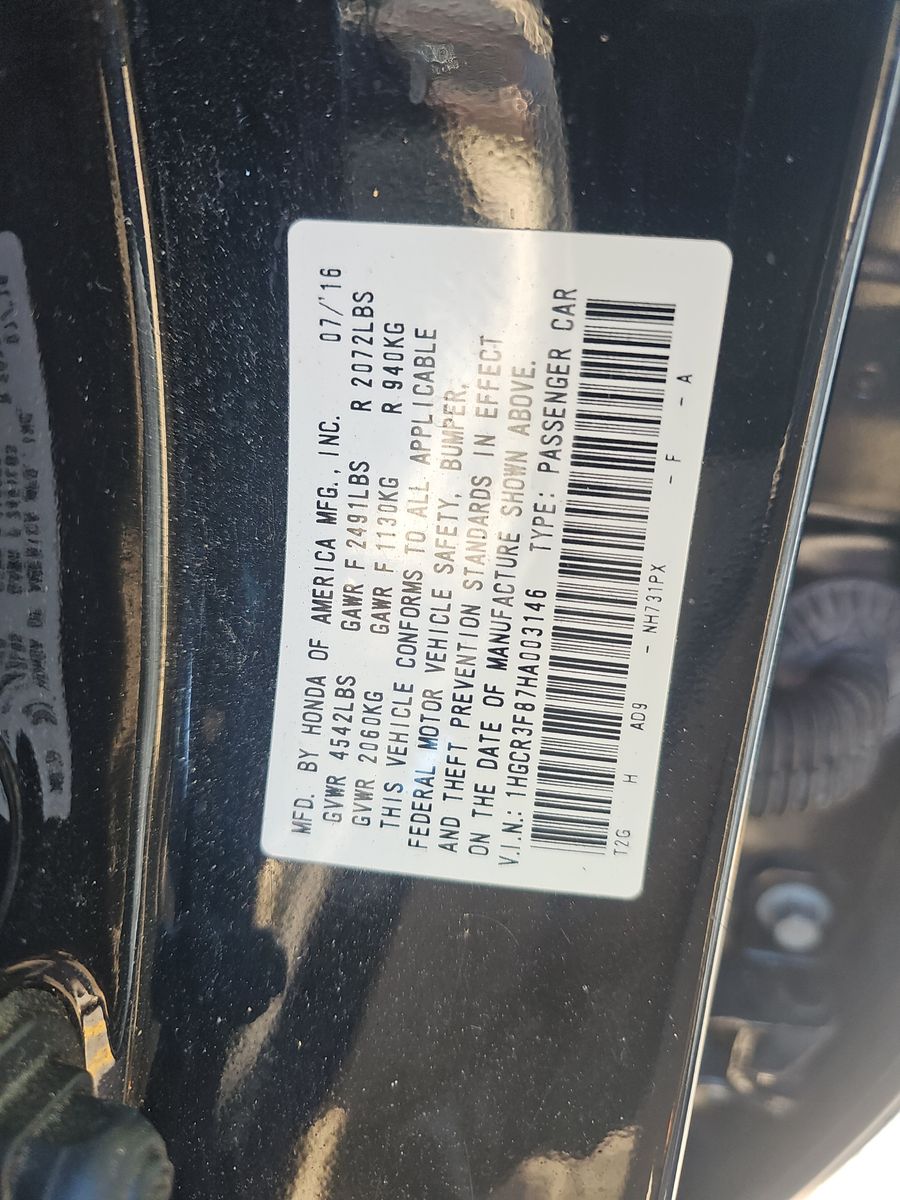 MFD. BY HONDA OF AMERICA MFG., INC. 07/'16
GVWR 4542LBS GAWR F 2491LBS R 2072LBS
GVWR 2060KG GAWR F 1130KG R 940KG
THIS VEHICLE CONFORMS TO ALL APPLICABLE
FEDERAL MOTOR VEHICLE SAFETY, BUMPER,
AND THEFT PREVENTION STANDARDS IN EFFECT
ON THE DATE OF MANUFACTURE SHOWN ABOVE.
V.I.N.: 1HGCR3F87HA003146 TYPE: PASSENGER CAR
T2G H AD9 - NH731PX - F - A